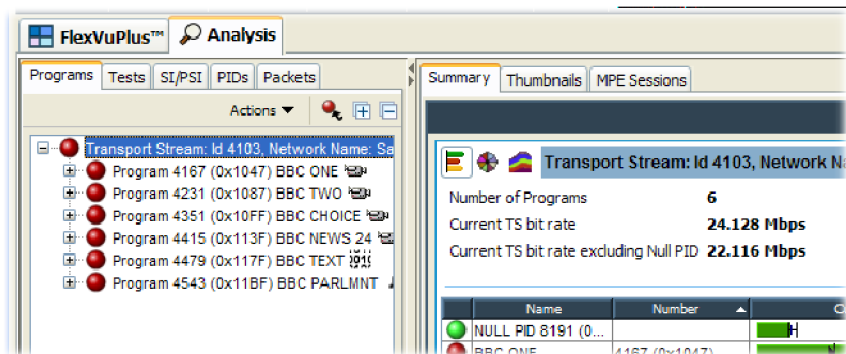 FlexVuPlus™ Analysis
Programs Tests SI/PSI PIDs Packets
Actions
Transport Stream: Id 4103, Network Name: Sa
Program 4167 (0x1047) BBC ONE
Program 4231 (0x1087) BBC TWO
Program 4351 (0x10FF) BBC CHOICE
Program 4415 (0x113F) BBC NEWS 24
Program 4479 (0x117F) BBC TEXT
Program 4543 (0x11BF) BBC PARLMNT
Summary Thumbnails MPE Sessions
Transport Stream: Id 4103, Network Na
Number of Programs 6
Current TS bit rate 24.128 Mbps
Current TS bit rate excluding Null PID 22.116 Mbps
Name Number
NULL PID 8191 (0...
BBC ONE 4167 (0x1047)